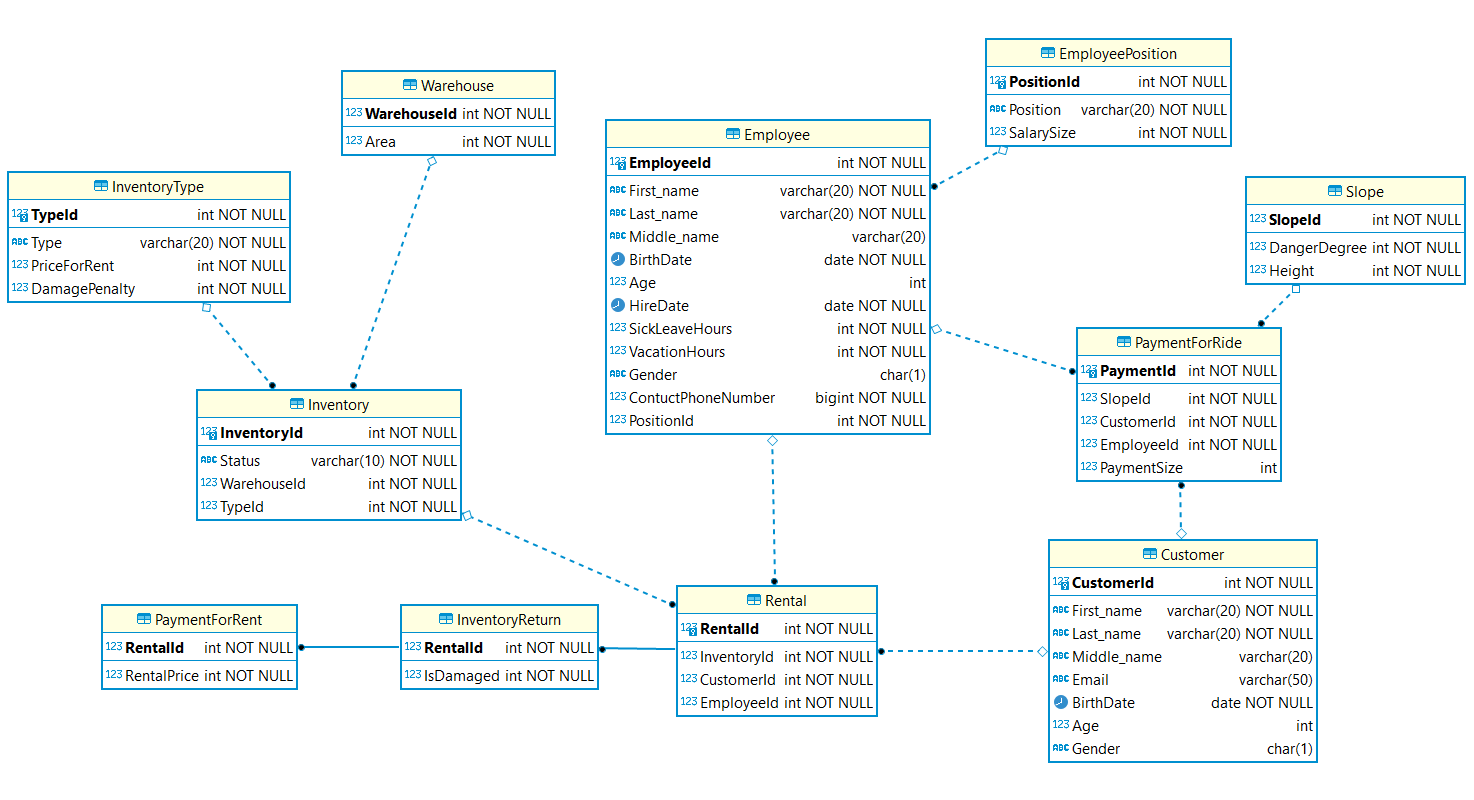 EmployeePosition
PositionId int NOT NULL
Position varchar(20) NOT NULL
SalarySize int NOT NULL
Warehouse
WarehouseId int NOT NULL
Area int NOT NULL
Employee
EmployeeId int NOT NULL
First_name varchar(20) NOT NULL
Last_name varchar(20) NOT NULL
Middle_name varchar(20)
BirthDate date NOT NULL
Age int
HireDate date NOT NULL
SickLeaveHours int NOT NULL
VacationHours int NOT NULL
Gender char(1)
ContuctPhoneNumber bigint NOT NULL
PositionId int NOT NULL
InventoryType
TypeId int NOT NULL
Type varchar(20) NOT NULL
PriceForRent int NOT NULL
DamagePenalty int NOT NULL
Slope
SlopeId int NOT NULL
DangerDegree int NOT NULL
Height int NOT NULL
PaymentForRide
PaymentId int NOT NULL
SlopeId int NOT NULL
CustomerId int NOT NULL
EmployeeId int NOT NULL
PaymentSize int
Inventory
InventoryId int NOT NULL
Status varchar(10) NOT NULL
WarehouseId int NOT NULL
TypeId int NOT NULL
Customer
CustomerId int NOT NULL
First_name varchar(20) NOT NULL
Last_name varchar(20) NOT NULL
Middle_name varchar(20)
Email varchar(50)
BirthDate date NOT NULL
Age int
Gender char(1)
Rental
RentalId int NOT NULL
InventoryId int NOT NULL
CustomerId int NOT NULL
EmployeeId int NOT NULL
PaymentForRent
RentalId int NOT NULL
RentalPrice int NOT NULL
InventoryReturn
RentalId int NOT NULL
IsDamaged int NOT NULL